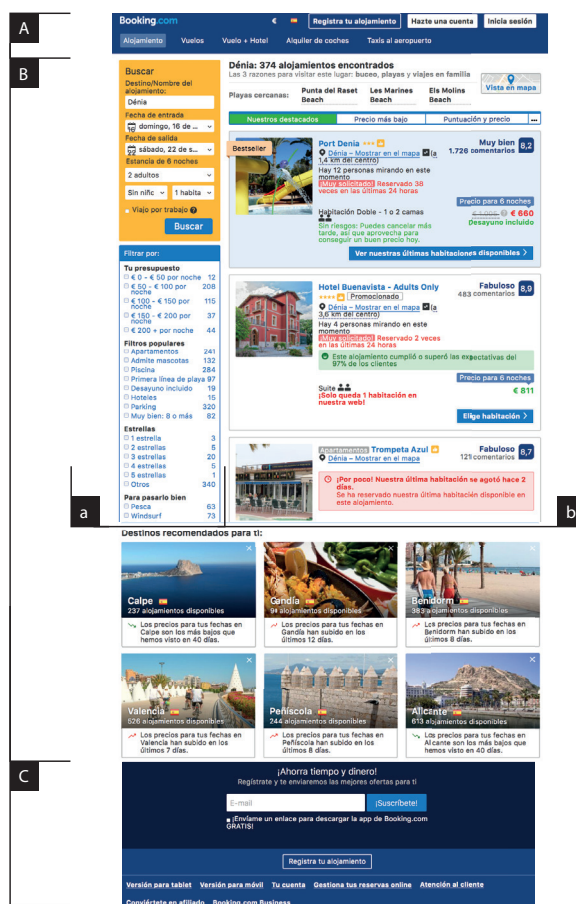 A
Booking.com
€
Registra tu alojamiento
Hazte una cuenta
Inicia sesión
Alojamiento
Vuelos
Vuelo + Hotel
Alquiler de coches
Taxis al aeropuerto
B
Buscar
Destino/Nombre del
alojamiento:
Dénia
Fecha de entrada
domingo, 16 de ...
Fecha de salida
sábado, 22 de s...
Estancia de 6 noches
2 adultos
Sin niñc
1 habita
Viajo por trabajo
Buscar
Filtrar por:
Tu presupuesto
€ 0 - € 50 por noche 12
€ 50 - € 100 por 208
noche
€ 100 - € 150 por 115
noche
€ 150 - € 200 por 37
noche
€ 200 + por noche 44
Filtros populares
Apartamentos 241
Admite mascotas 132
Piscina 284
Primera línea de playa 97
Desayuno incluido 19
Hoteles 15
Parking 320
Muy bien: 8 o más 82
Estrellas
1 estrella 3
2 estrellas 5
3 estrellas 20
4 estrellas 5
5 estrellas 1
Otros 340
Para pasarlo bien
Pesca 63
Windsurf 73
a
Dénia: 374 alojamientos encontrados
Las 3 razones para visitar este lugar: buceo, playas y viajes en familia
Vista en mapa
Playas cercanas:
Punta del Raset
Beach
Les Marines
Beach
Els Molins
Beach
Nuestros destacados
Precio más bajo
Puntuación y precio
...
Bestseller
Port Denia
Muy bien 8,2
1.726 comentarios
Dénia – Mostrar en el mapa (a
1,4 km del centro)
Hay 12 personas mirando en este
momento
¡Muy solicitado! Reservado 38
veces en las últimas 24 horas
Precio para 6 noches
Habitación Doble - 1 o 2 camas
€ 1.006 € 660
Desayuno incluido
Sin riesgos: Puedes cancelar más
tarde, así que aprovecha para
conseguir un buen precio hoy.
Ver nuestras últimas habitaciones disponibles >
Hotel Buenavista - Adults Only
Promocionado
Fabuloso 8,9
483 comentarios
Dénia – Mostrar en el mapa (a
3,6 km del centro)
Hay 4 personas mirando en este
momento
¡Muy solicitado! Reservado 2 veces
en las últimas 24 horas
Este alojamiento cumplió o superó las expectativas del
97% de los clientes
Precio para 6 noches
Suite
€ 811
¡Solo queda 1 habitación en
nuestra web!
Elige habitación >
Apartamentos Trompeta Azul
Fabuloso 8,7
121 comentarios
Dénia – Mostrar en el mapa
¡Por poco! Nuestra última habitación se agotó hace 2
días.
Se ha reservado nuestra última habitación disponible en
este alojamiento.
b
Destinos recomendados para ti:
Calpe
237 alojamientos disponibles
Los precios para tus fechas en
Calpe son los más bajos que
hemos visto en 40 días.
Gandía
91 alojamientos disponibles
Los precios para tus fechas en
Gandía han subido en los
últimos 12 días.
Benidorm
383 alojamientos disponibles
Los precios para tus fechas en
Benidorm han subido en los
últimos 8 días.
Valencia
526 alojamientos disponibles
Los precios para tus fechas en
Valencia han subido en los
últimos 7 días.
Peñíscola
244 alojamientos disponibles
Los precios para tus fechas en
Peñíscola han subido en los
últimos 8 días.
Alicante
613 alojamientos disponibles
Los precios para tus fechas en
Alicante son los más bajos que
hemos visto en 40 días.
C
¡Ahorra tiempo y dinero!
Regístrate y te enviaremos las mejores ofertas para ti
E-mail
¡Suscríbete!
¡Envíame un enlace para descargar la app de Booking.com
GRATIS!
Registra tu alojamiento
Versión para tablet
Versión para móvil
Tu cuenta
Gestiona tus reservas online
Atención al cliente
Conviértete en afiliado
Booking.com Business